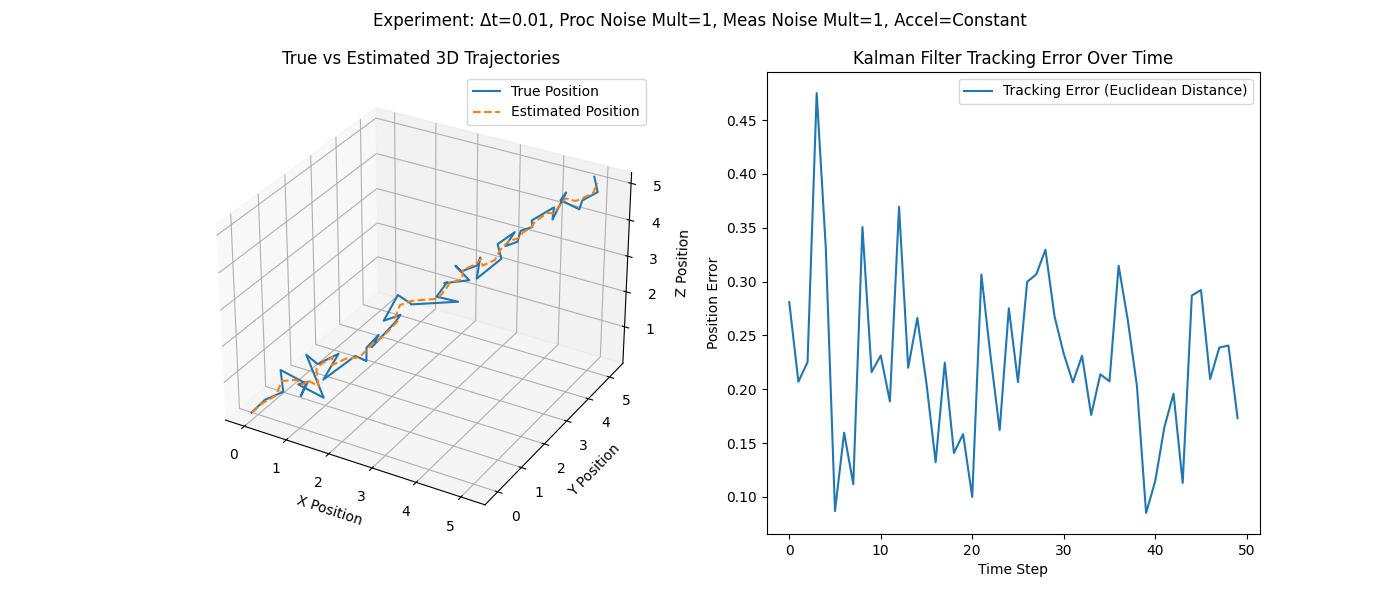 Experiment: Δt=0.01, Proc Noise Mult=1, Meas Noise Mult=1, Accel=Constant
True vs Estimated 3D Trajectories
True Position
Estimated Position
5
4
3
2
1
Z Position
0
1
2
3
4
5
X Position
0
1
2
3
4
5
Y Position
Kalman Filter Tracking Error Over Time
Tracking Error (Euclidean Distance)
0.45
0.40
0.35
0.30
0.25
0.20
0.15
0.10
Position Error
0
10
20
30
40
50
Time Step